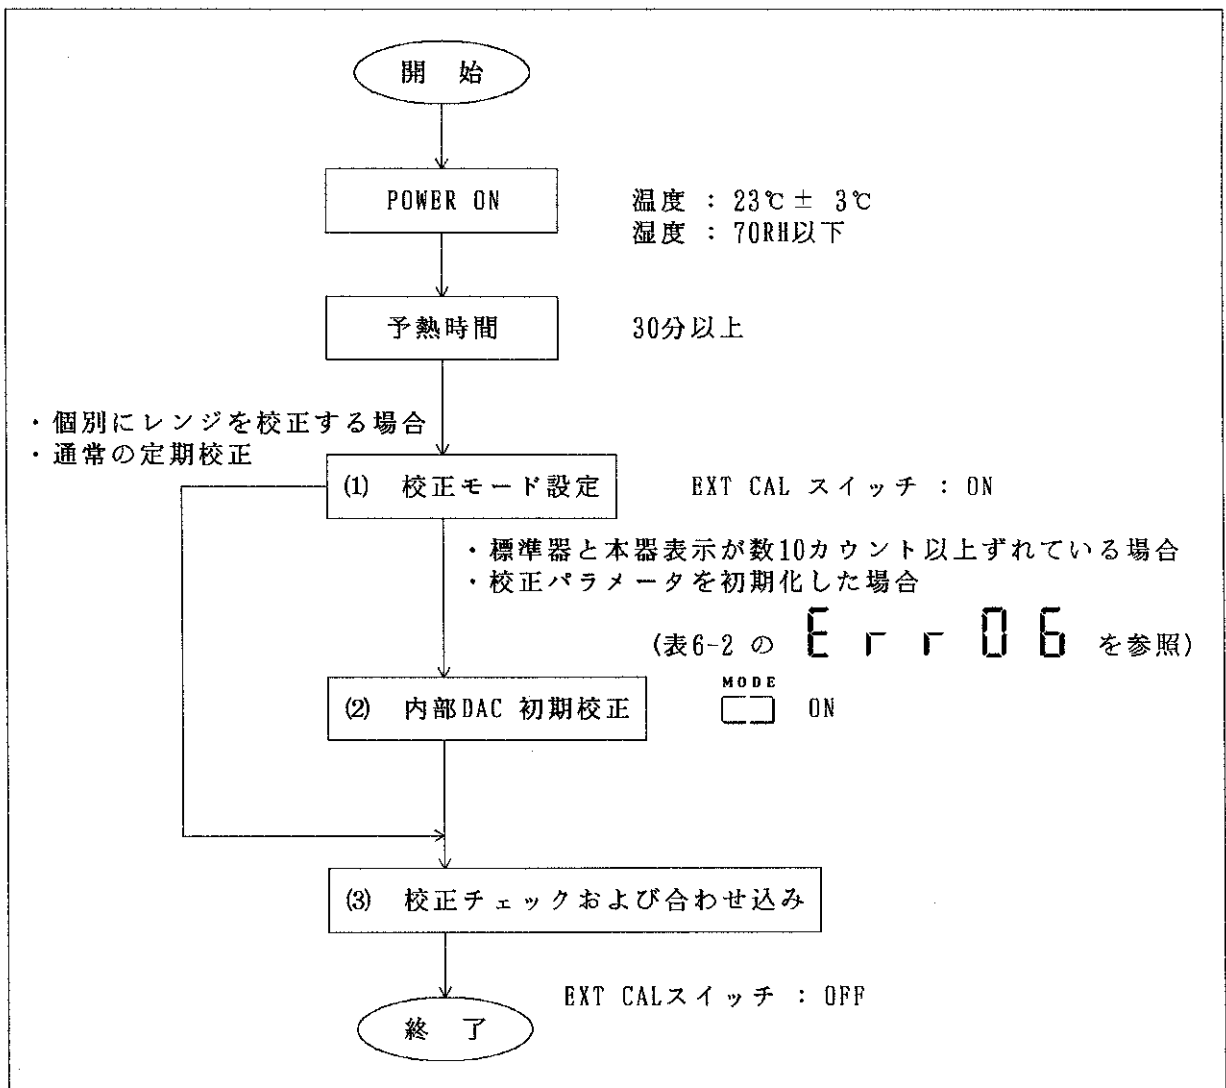 開 始
POWER ON
温度 : 23℃± 3℃
湿度 : 70RH以下
予熱時間
30分以上
・個別にレンジを校正する場合
・通常の定期校正
(1) 校正モード設定
EXT CAL スイッチ : ON
・標準器と本器表示が数10カウント以上ずれている場合
・校正パラメータを初期化した場合
(表6-2 の Err06 を参照)
MODE
(2) 内部DAC 初期校正
ON
(3) 校正チェックおよび合わせ込み
EXT CALスイッチ : OFF
終 了